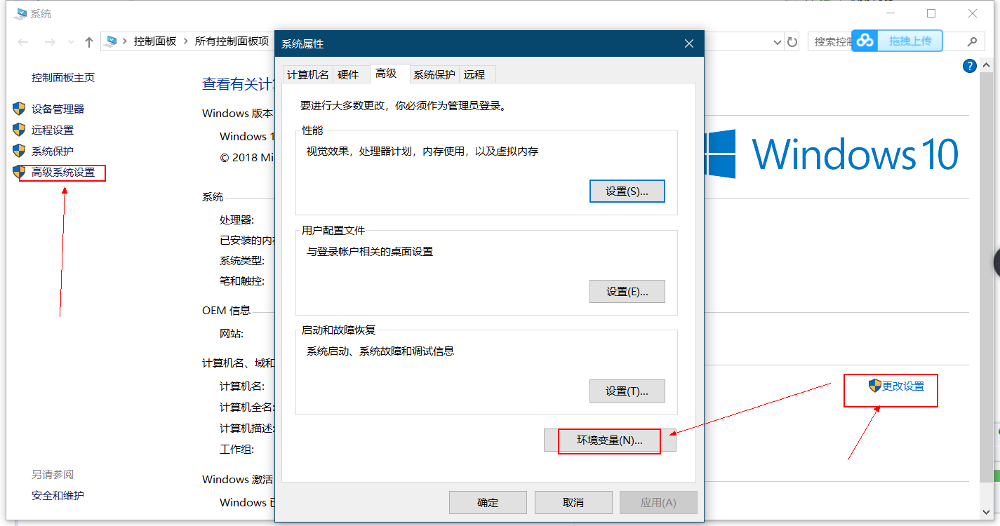 系统
控制面板
所有控制面板项
搜索控制
拖拽上传
控制面板主页
设备管理器
远程设置
系统保护
高级系统设置
另请参阅
安全和维护
查看有关计
Windows 版本
Windows 1
© 2018 Mi
系统
处理器:
已安装的内存
系统类型:
笔和触控:
OEM 信息
网站:
计算机名、域和
计算机名:
计算机全名:
计算机描述:
工作组:
Windows 激活
Windows 已
系统属性
计算机名 硬件 高级 系统保护 远程
要进行大多数更改，你必须作为管理员登录。
性能
视觉效果，处理器计划，内存使用，以及虚拟内存
设置(S)...
用户配置文件
与登录帐户相关的桌面设置
设置(E)...
启动和故障恢复
系统启动、系统故障和调试信息
设置(T)...
环境变量(N)...
确定 取消 应用(A)
?
Windows 10
更改设置